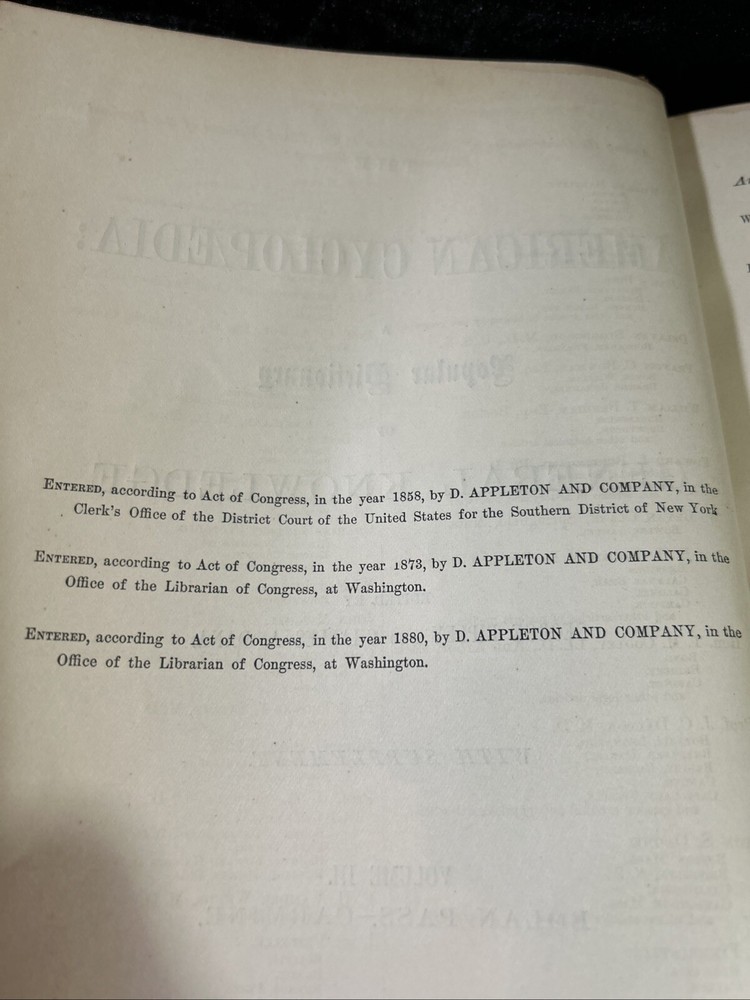 ENTERED, according to Act of Congress, in the year 1858, by D. APPLETON AND COMPANY, in the
Clerk's Office of the District Court of the United States for the Southern District of New York
ENTERED, according to Act of Congress, in the year 1873, by D. APPLETON AND COMPANY, in the
Office of the Librarian of Congress, at Washington.
ENTERED, according to Act of Congress, in the year 1880, by D. APPLETON AND COMPANY, in the
Office of the Librarian of Congress, at Washington.